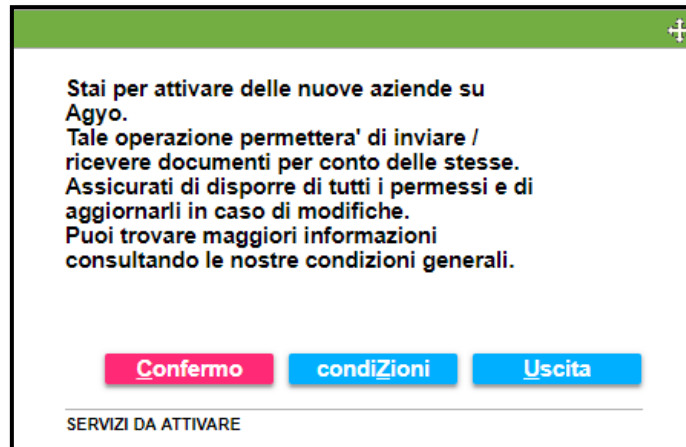 Stai per attivare delle nuove aziende su
Agyo.
Tale operazione permettera' di inviare /
ricevere documenti per conto delle stesse.
Assicurati di disporre di tutti i permessi e di
aggiornarli in caso di modifiche.
Puoi trovare maggiori informazioni
consultando le nostre condizioni generali.
Confermo condiZioni Uscita
SERVIZI DA ATTIVARE